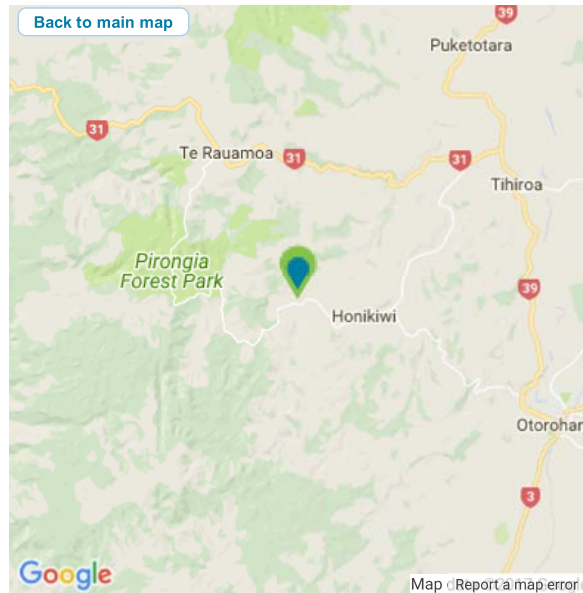 Back to main map
39
Puketotara
31
Te Rauamoa
31
31
Tihiroa
Pirongia
Forest Park
39
Honikiwi
Otorohan
3
Google
Map
Report a map error